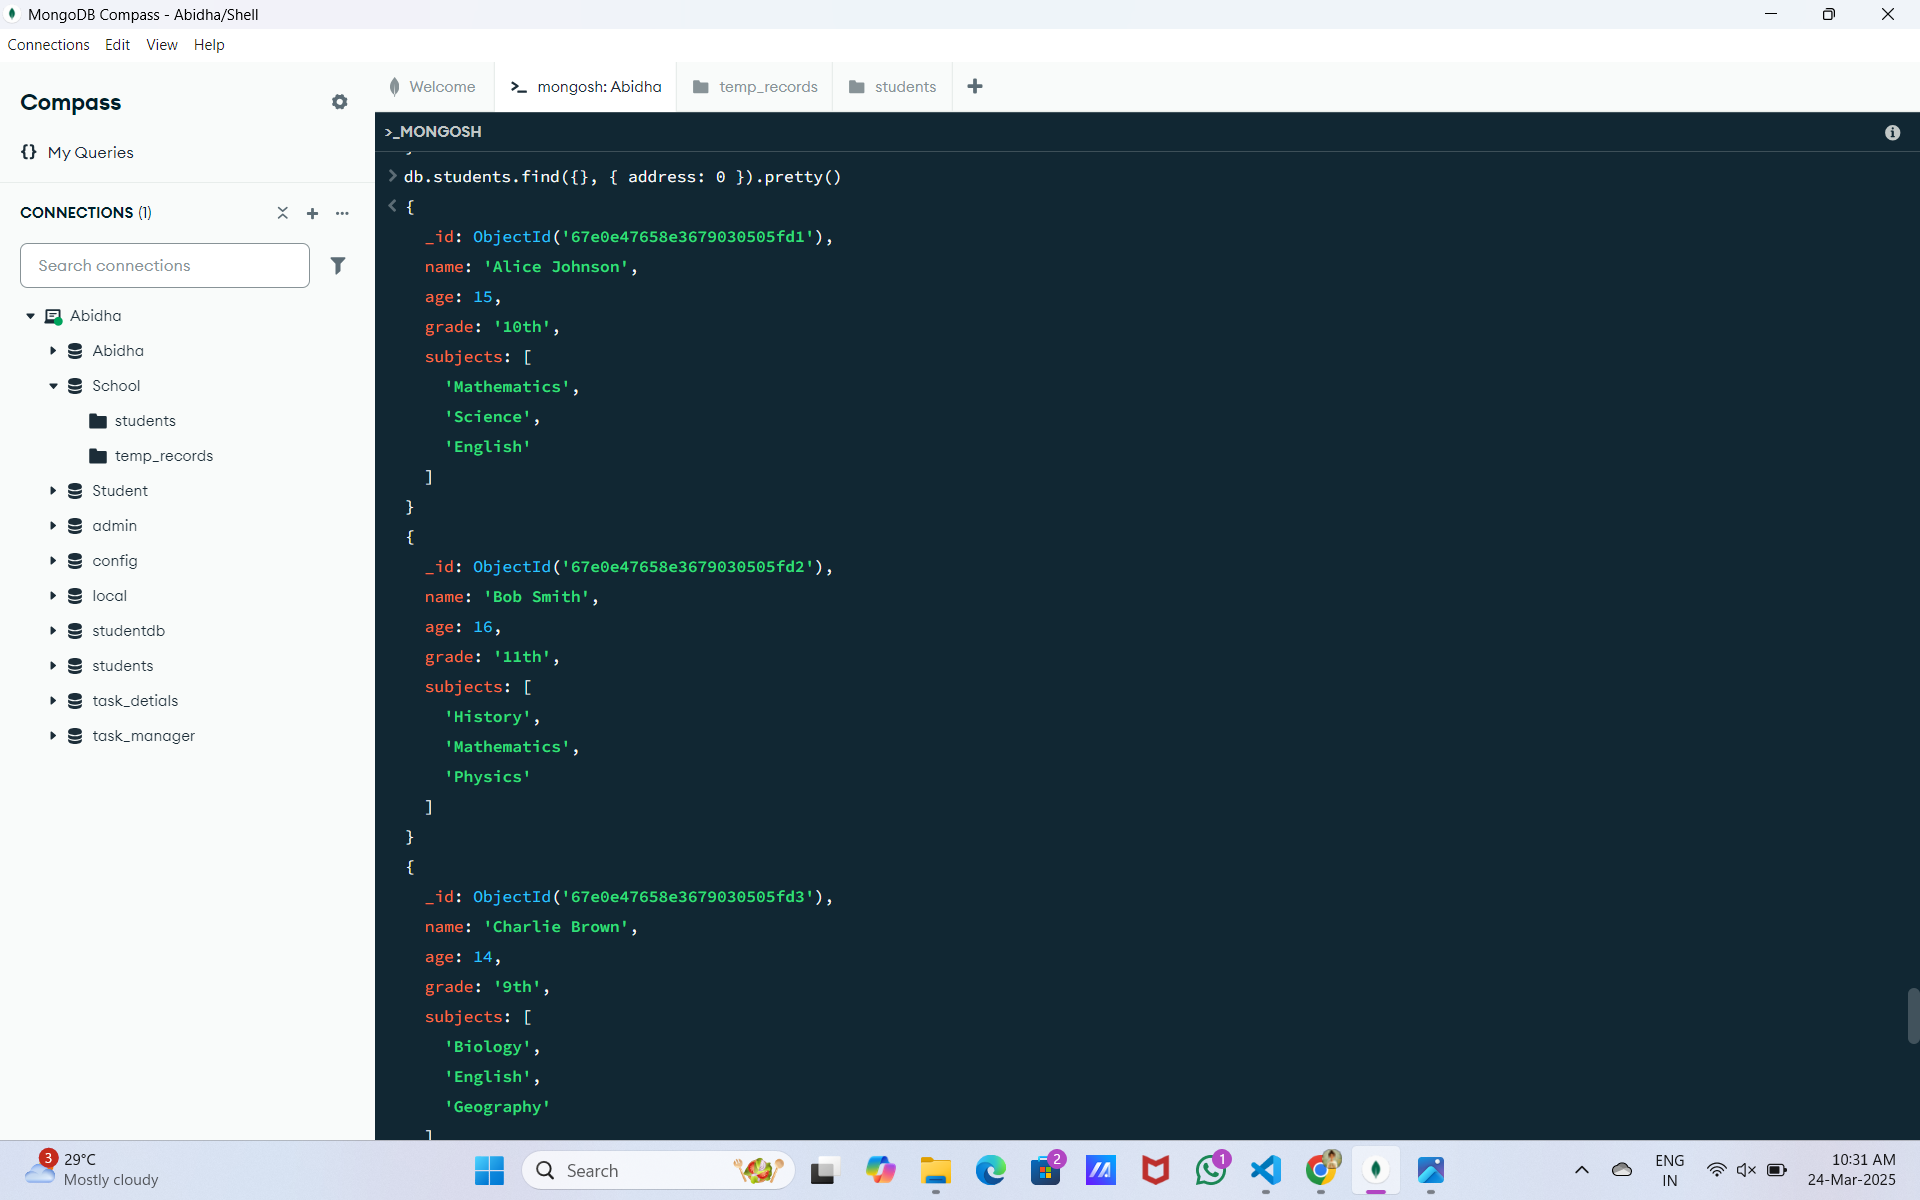 MongoDB Compass - Abidha/Shell
Connections Edit View Help
Compass
{} My Queries
CONNECTIONS (1)
Search connections
Abidha
Abidha
School
students
temp_records
Student
admin
config
local
studentdb
students
task_detials
task_manager
Welcome
>_ mongosh: Abidha
temp_records
students
>_MONGOSH
> db.students.find({}, { address: 0 }).pretty()
< {
_id: ObjectId('67e0e47658e3679030505fd1'),
name: 'Alice Johnson',
age: 15,
grade: '10th',
subjects: [
'Mathematics',
'Science',
'English'
]
}
{
_id: ObjectId('67e0e47658e3679030505fd2'),
name: 'Bob Smith',
age: 16,
grade: '11th',
subjects: [
'History',
'Mathematics',
'Physics'
]
}
{
_id: ObjectId('67e0e47658e3679030505fd3'),
name: 'Charlie Brown',
age: 14,
grade: '9th',
subjects: [
'Biology',
'English',
'Geography'
]
3
29°C
Mostly cloudy
Search
2
1
ENG
IN
10:31 AM
24-Mar-2025